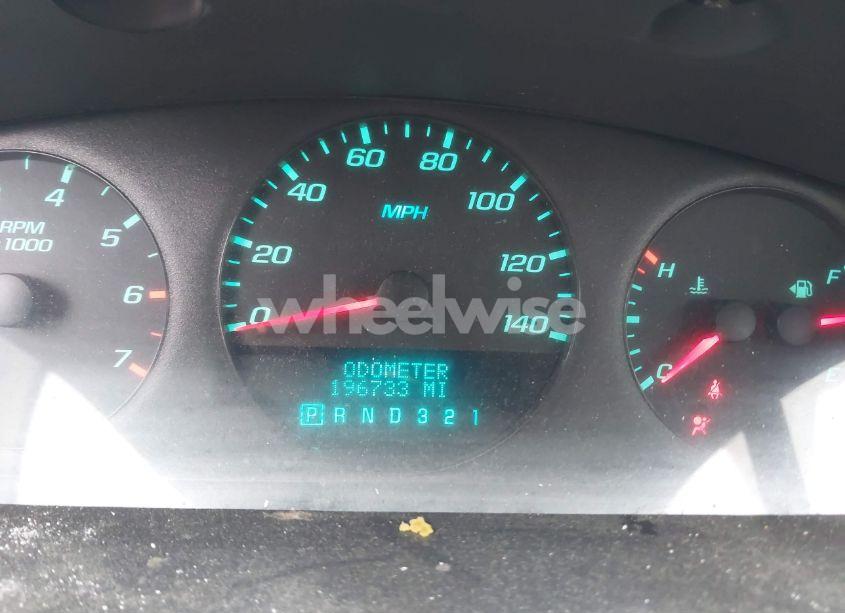 4
5
6
7
RPM
1000
0
20
40
60
80
100
120
140
MPH
wheelwise
ODOMETER
196733 MI
P R N D 3 2 1
H
C
F
E